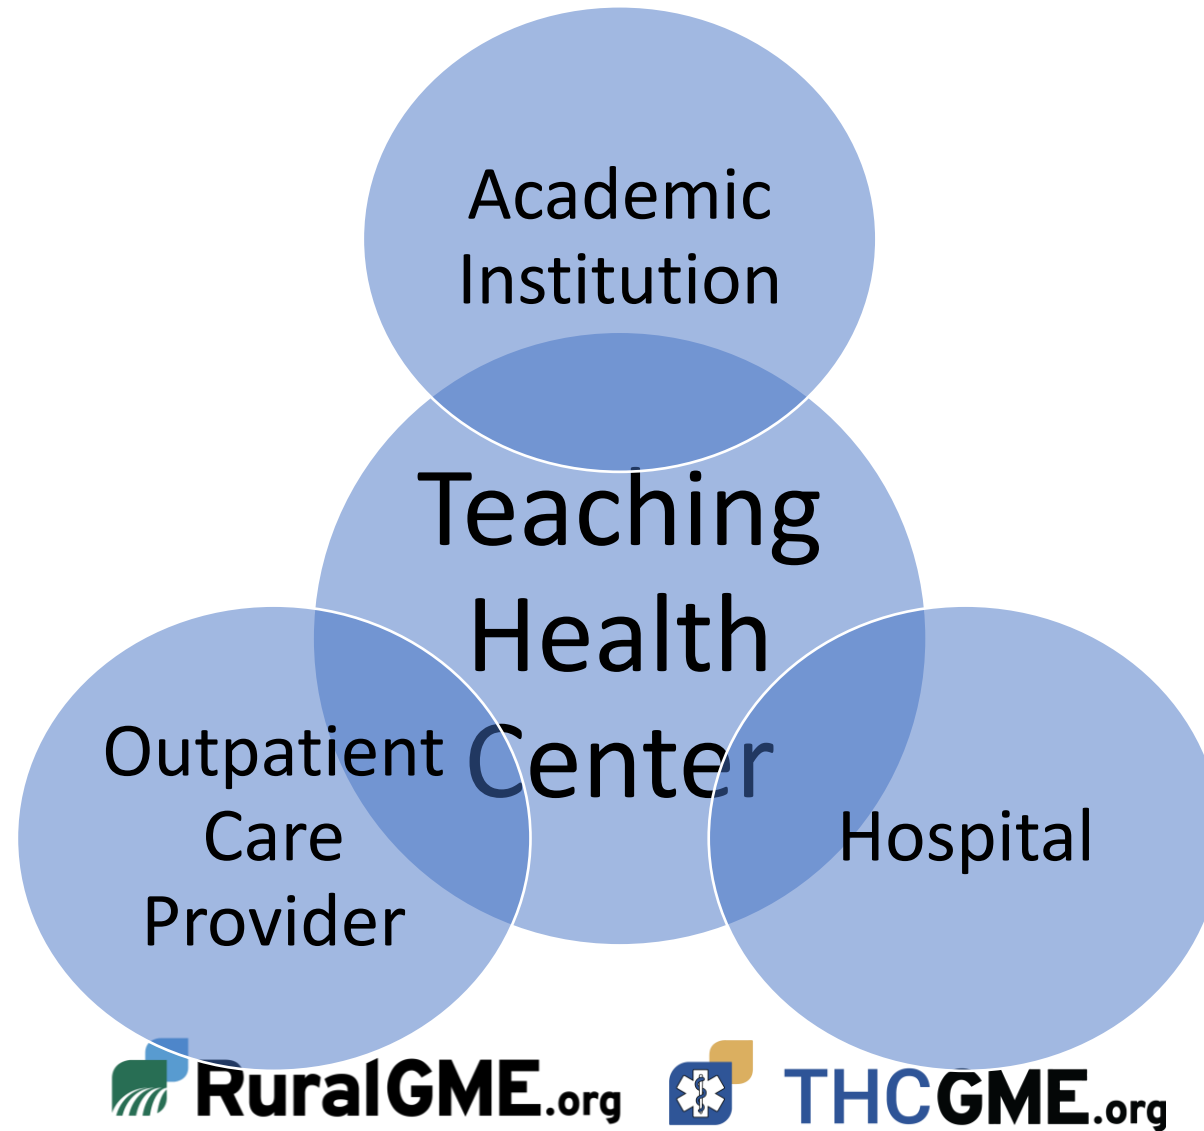 Academic
Institution
Teaching
Health
Center
Outpatient
Care
Provider
Hospital
RuralGME.org
THCGME.org